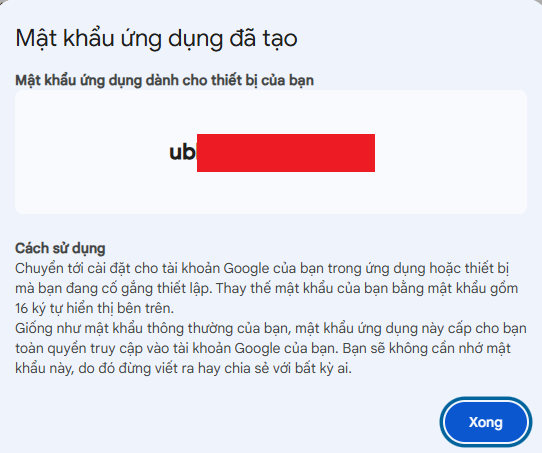 Mật khẩu ứng dụng đã tạo
Mật khẩu ứng dụng dành cho thiết bị của bạn
ub
Cách sử dụng
Chuyển tới cài đặt cho tài khoản Google của bạn trong ứng dụng hoặc thiết bị
mà bạn đang cố gắng thiết lập. Thay thế mật khẩu của bạn bằng mật khẩu gồm
16 ký tự hiển thị bên trên.
Giống như mật khẩu thông thường của bạn, mật khẩu ứng dụng này cấp cho bạn
toàn quyền truy cập vào tài khoản Google của bạn. Bạn sẽ không cần nhớ mật
khẩu này, do đó đừng viết ra hay chia sẻ với bất kỳ ai.
Xong